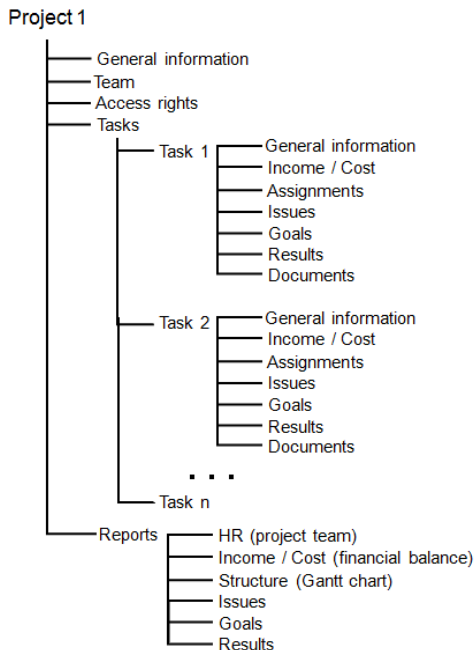 Project 1
General information
Team
Access rights
Tasks
Task 1
General information
Income / Cost
Assignments
Issues
Goals
Results
Documents
Task 2
General information
Income / Cost
Assignments
Issues
Goals
Results
Documents
. . .
Task n
Reports
HR (project team)
Income / Cost (financial balance)
Structure (Gantt chart)
Issues
Goals
Results